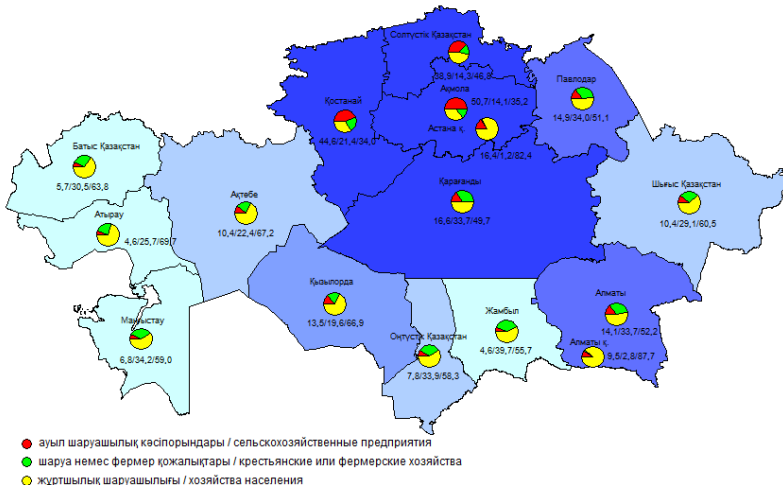 Солтүстік Қазақстан
38,9/14,3/46,8
Ақмола
50,7/14,1/35,2
Павлодар
14,9/34,0/51,1
Қостанай
44,6/21,4/34,0
Астана қ.
16,4/1,2/82,4
Батыс Қазақстан
5,7/30,5/63,8
Ақтөбе
10,4/22,4/67,2
Қарағанды
16,6/33,7/49,7
Шығыс Қазақстан
10,4/29,1/60,5
Атырау
4,6/25,7/69,7
Қызылорда
13,5/19,6/66,9
Маңғыстау
6,8/34,2/59,0
Оңтүстік Қазақстан
7,8/33,9/58,3
Жамбыл
4,6/39,7/55,7
Алматы
14,1/33,7/52,2
Алматы қ.
9,5/2,8/87,7
ауыл шаруашылық кәсіпорындары / сельскохозяйственные предприятия
шаруа немес фермер қожалықтары / крестьянские или фермерские хозяйства
жұртшылық шаруашылығы / хозяйства населения